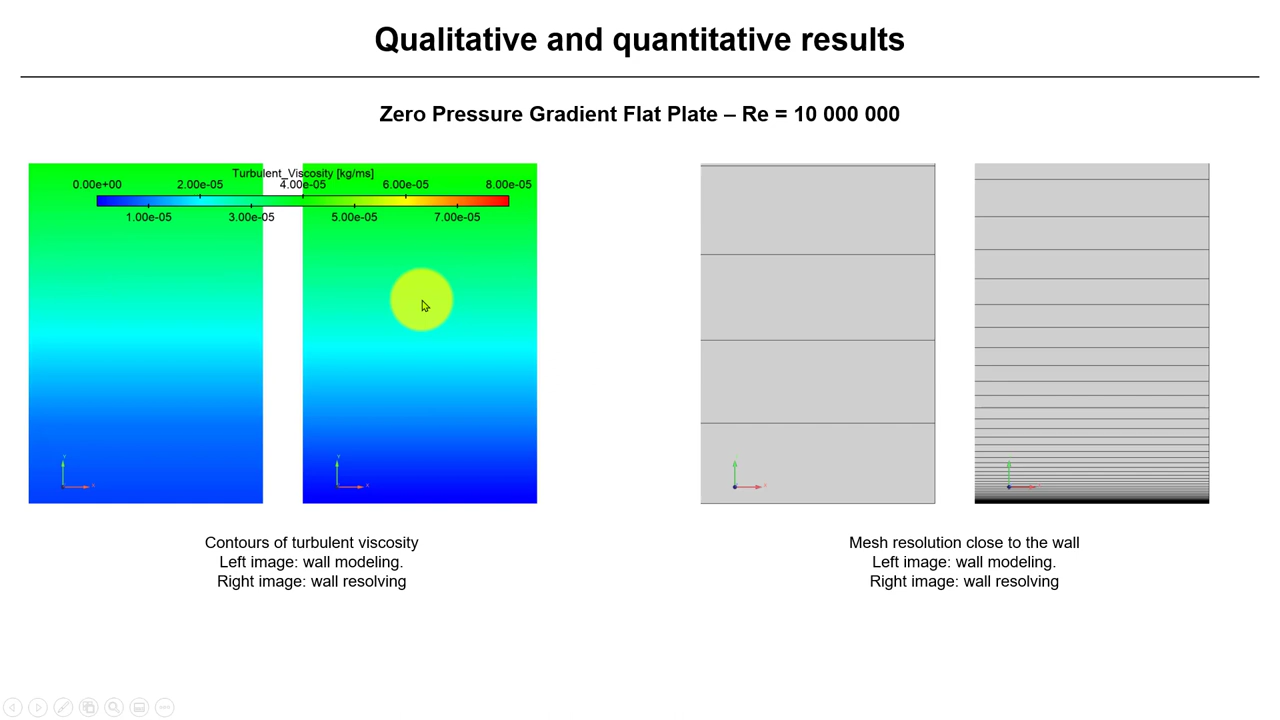 Qualitative and quantitative results
Zero Pressure Gradient Flat Plate – Re = 10 000 000
Turbulent_Viscosity [kg/ms]
0.00e+00 2.00e-05 4.00e-05 6.00e-05 8.00e-05
1.00e-05 3.00e-05 5.00e-05 7.00e-05
Contours of turbulent viscosity
Left image: wall modeling.
Right image: wall resolving
Mesh resolution close to the wall
Left image: wall modeling.
Right image: wall resolving